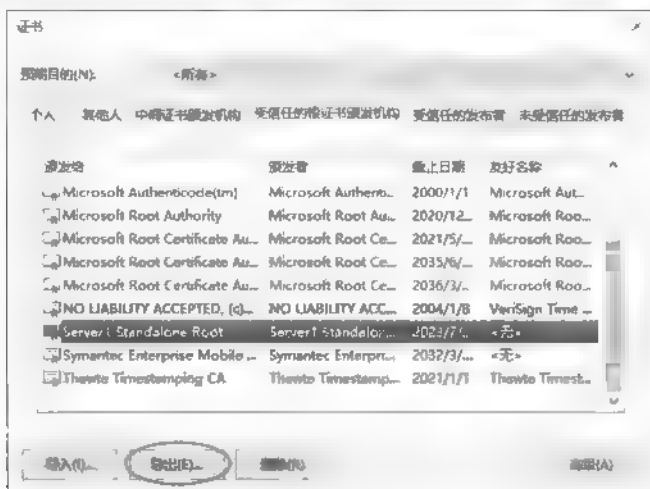 证书
预期目的(N): <所有>
个人 其他人 中间证书颁发机构 受信任的根证书颁发机构 受信任的发布者 未受信任的发布者
颁发给 颁发者 截止日期 友好名称
Microsoft Authenticode(tm) Microsoft Authenti... 2000/1/1 Microsoft Aut...
Microsoft Root Authority Microsoft Root Au... 2020/12... Microsoft Roo...
Microsoft Root Certificate Au... Microsoft Root Ce... 2021/5/... Microsoft Roo...
Microsoft Root Certificate Au... Microsoft Root Ce... 2035/6/... Microsoft Roo...
Microsoft Root Certificate Au... Microsoft Root Ce... 2036/3/... Microsoft Roo...
NO LIABILITY ACCEPTED, (c)... NO LIABILITY ACC... 2004/1/8 VeriSign Time ...
Server1 Standalone Root Server1 Standalon... <无>
Symantec Enterprise Mobile ... Symantec Enterpri... 2032/3/... <无>
Thawte Timestamping CA Thawte Timestamp... 2021/1/1 Thawte Timest...
导入(I)... 导出(E)... 删除(R) 高级(A)